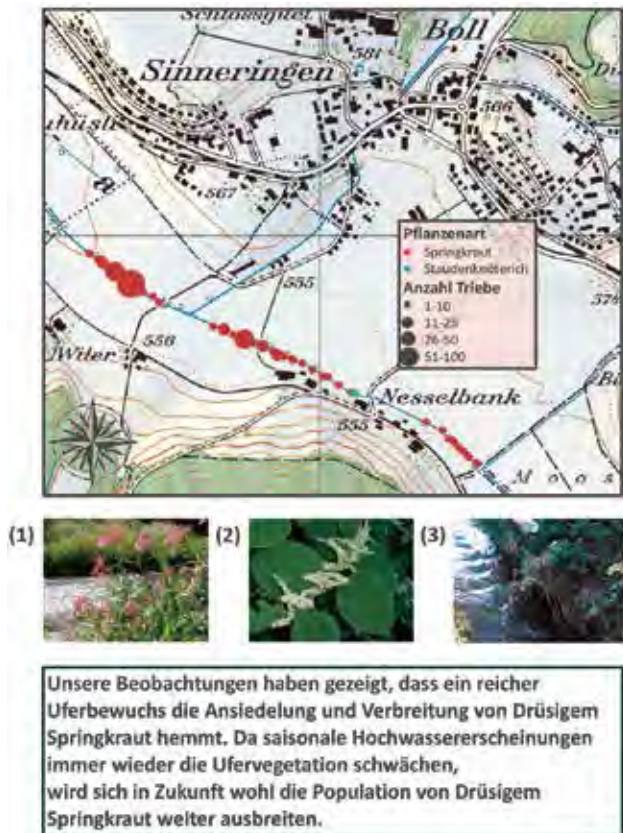 Boll
581
Sinneringen
566
567
Pflanzenart
Springkraut
Staudenknöterich
Anzahl Triebe
1-10
11-25
26-50
51-100
555
556
Wiler
Nesselbank
555
Moos
(1)
(2)
(3)
Unsere Beobachtungen haben gezeigt, dass ein reicher
Uferbewuchs die Ansiedelung und Verbreitung von Drüsigem
Springkraut hemmt. Da saisonale Hochwassererscheinungen
immer wieder die Ufervegetation schwächen,
wird sich in Zukunft wohl die Population von Drüsigem
Springkraut weiter ausbreiten.